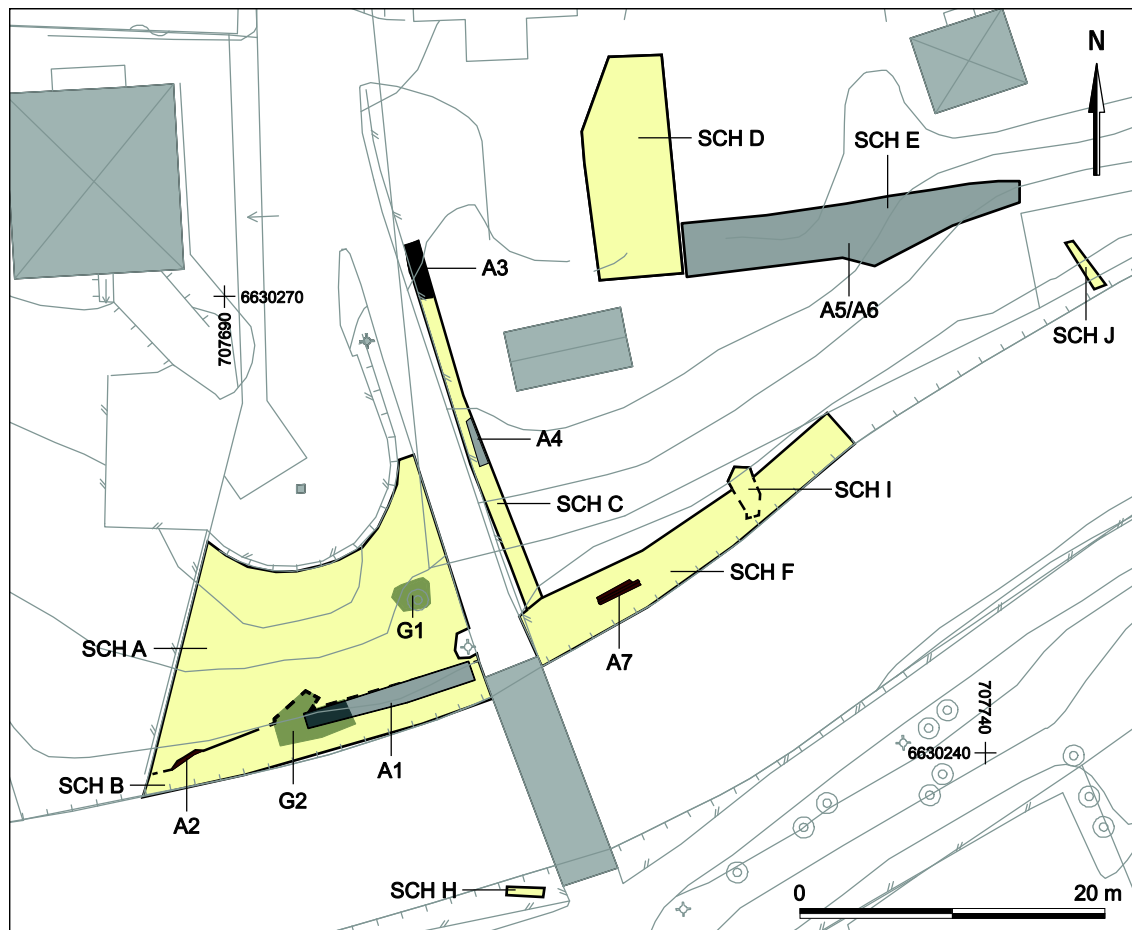 N
SCH D
SCH E
A3
6630270
707690
A5/A6
SCH J
A4
SCH I
SCH C
SCH F
G1
SCH A
A7
707740
6630240
A1
SCH B
G2
A2
SCH H
0 20 m